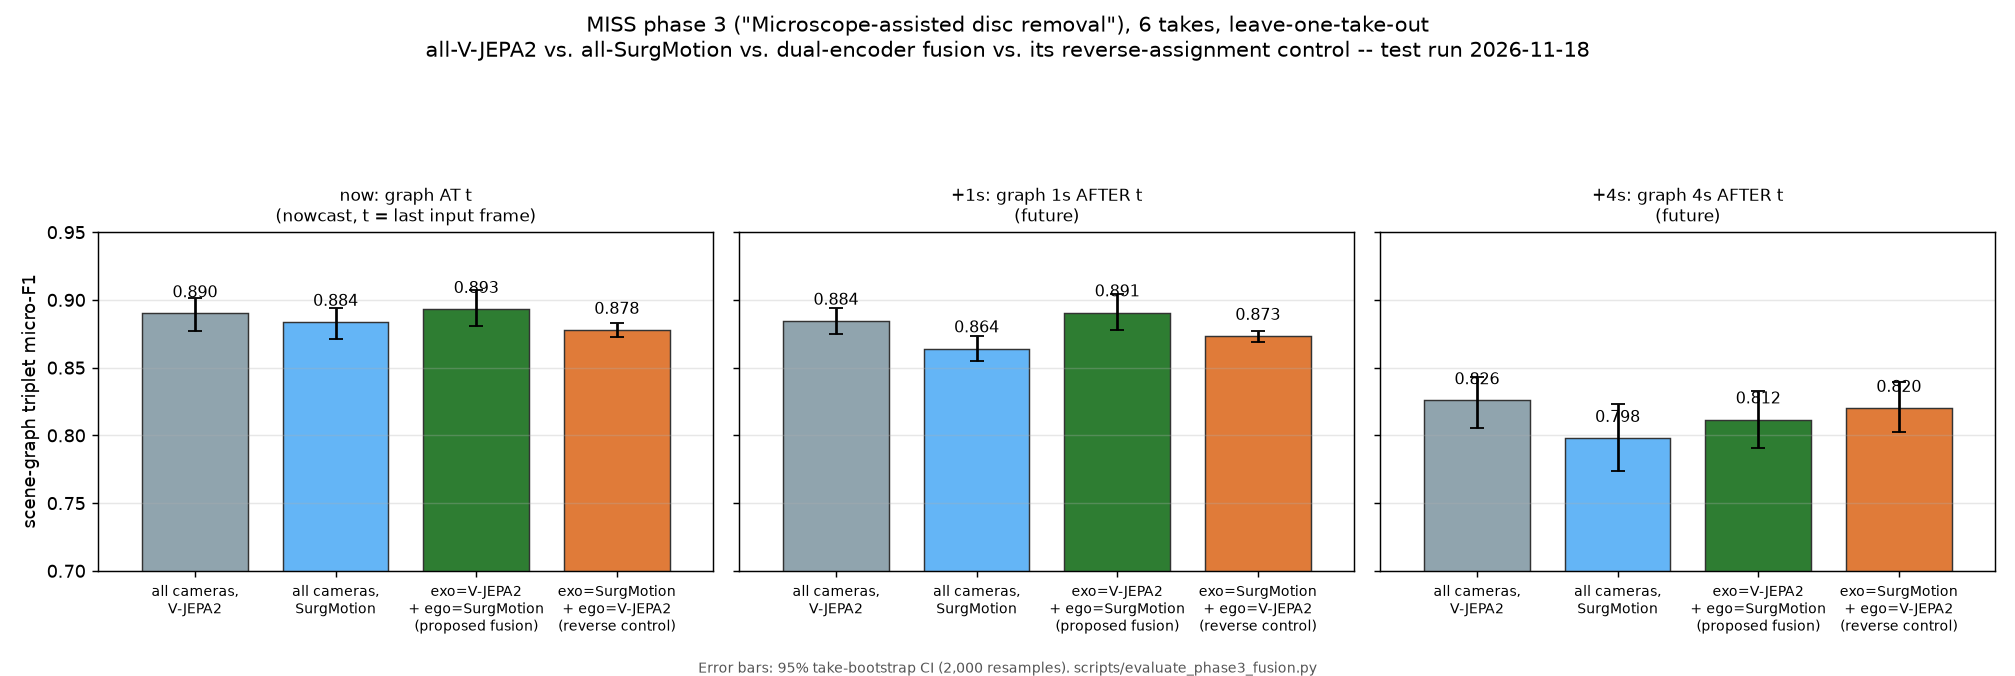 MISS phase 3 ("Microscope-assisted disc removal"), 6 takes, leave-one-take-out
all-V-JEPA2 vs. all-SurgMotion vs. dual-encoder fusion vs. its reverse-assignment control -- test run 2026-11-18
now: graph AT t
(nowcast, t = last input frame)
scene-graph triplet micro-F1
0.95
0.90
0.85
0.80
0.75
0.70
0.890
0.884
0.893
0.878
all cameras,
V-JEPA2
all cameras,
SurgMotion
exo=V-JEPA2
+ ego=SurgMotion
(proposed fusion)
exo=SurgMotion
+ ego=V-JEPA2
(reverse control)
+1s: graph 1s AFTER t
(future)
0.884
0.864
0.891
0.873
all cameras,
V-JEPA2
all cameras,
SurgMotion
exo=V-JEPA2
+ ego=SurgMotion
(proposed fusion)
exo=SurgMotion
+ ego=V-JEPA2
(reverse control)
+4s: graph 4s AFTER t
(future)
0.826
0.798
0.812
0.820
all cameras,
V-JEPA2
all cameras,
SurgMotion
exo=V-JEPA2
+ ego=SurgMotion
(proposed fusion)
exo=SurgMotion
+ ego=V-JEPA2
(reverse control)
Error bars: 95% take-bootstrap CI (2,000 resamples). scripts/evaluate_phase3_fusion.py